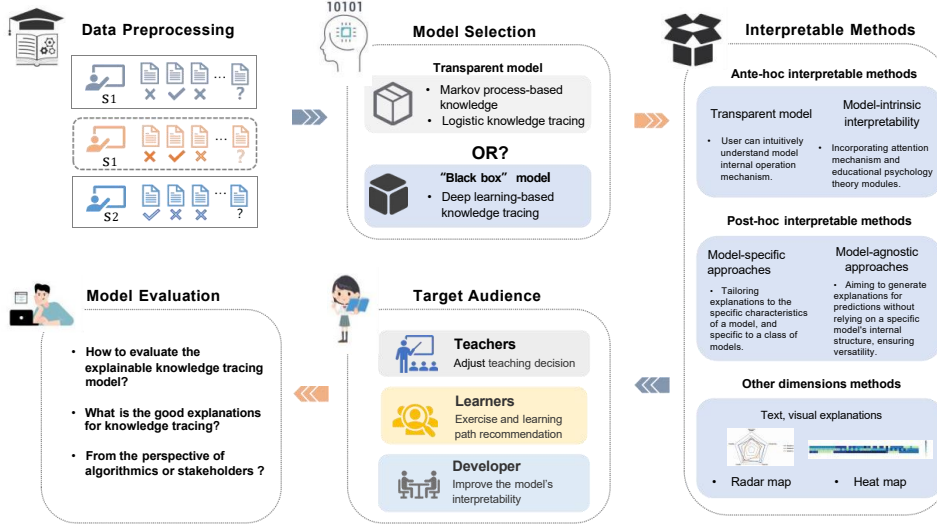 Data Preprocessing
S1
...
?
S1
...
?
S2
...
?
10101
Model Selection
Transparent model
• Markov process-based
knowledge
• Logistic knowledge tracing
OR?
“Black box” model
• Deep learning-based
knowledge tracing
Interpretable Methods
Ante-hoc interpretable methods
Transparent model
• User can intuitively
understand model
internal operation
mechanism.
Model-intrinsic
interpretability
• Incorporating attention
mechanism and
educational psychology
theory modules.
Post-hoc interpretable methods
Model-specific
approaches
• Tailoring
explanations to the
specific characteristics
of a model, and
specific to a class of
models.
Model-agnostic
approaches
• Aiming to generate
explanations for
predictions without
relying on a specific
model's internal
structure, ensuring
versatility.
Other dimensions methods
Text, visual explanations
• Radar map
• Heat map
Target Audience
Teachers
Adjust teaching decision
Learners
Exercise and learning
path recommendation
Developer
Improve the model's
interpretability
Model Evaluation
• How to evaluate the
explainable knowledge tracing
model?
• What is the good explanations
for knowledge tracing?
• From the perspective of
algorithmics or stakeholders ?